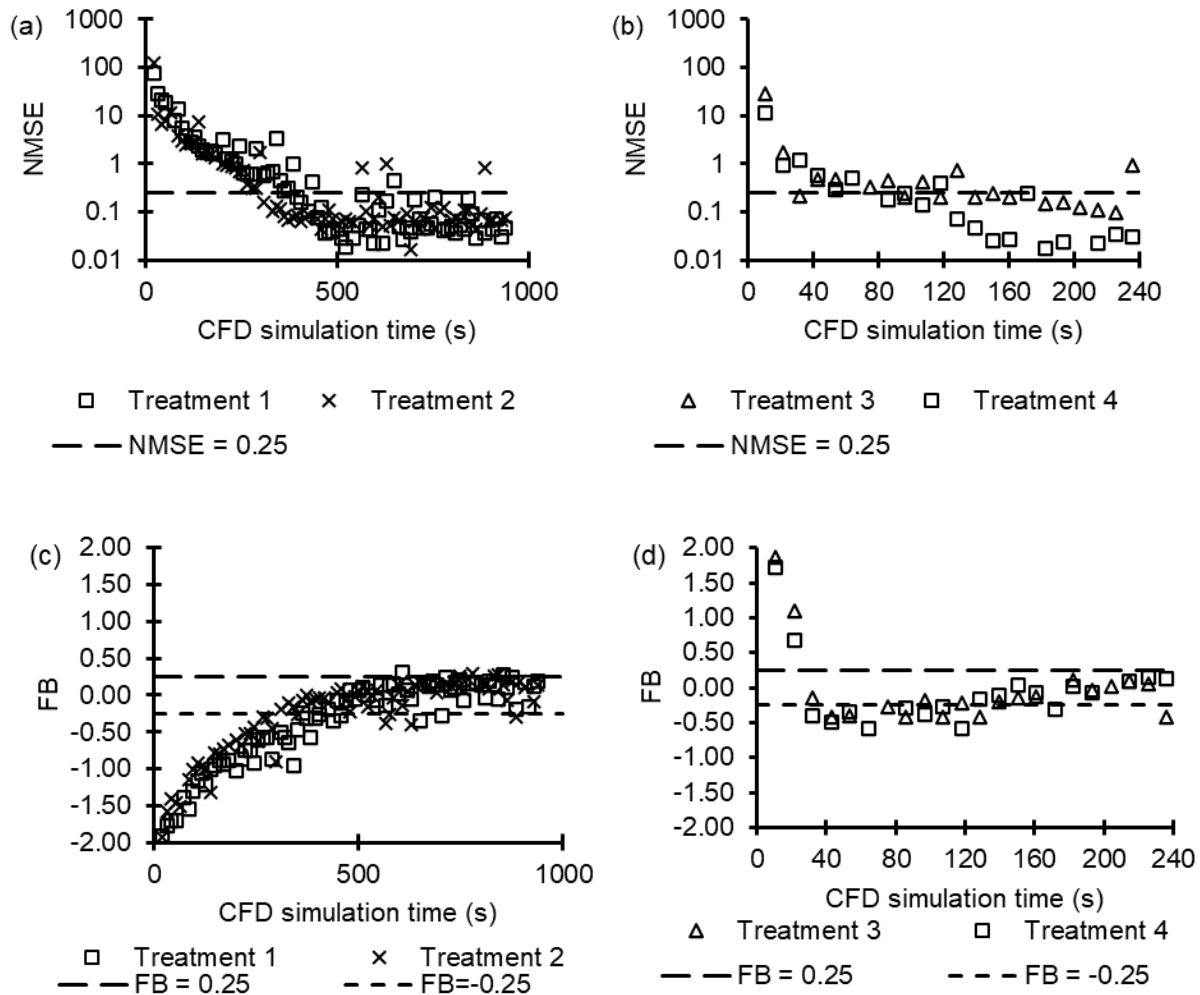 (a)
NMSE
1000
100
10
1
0.1
0.01
0 500 1000
CFD simulation time (s)
Treatment 1 Treatment 2
NMSE = 0.25
(b)
NMSE
1000
100
10
1
0.1
0.01
0 40 80 120 160 200 240
CFD simulation time (s)
Treatment 3 Treatment 4
NMSE = 0.25
(c)
FB
2.00
1.50
1.00
0.50
0.00
-0.50
-1.00
-1.50
-2.00
0 500 1000
CFD simulation time (s)
Treatment 1 Treatment 2
FB = 0.25 FB=-0.25
(d)
FB
2.00
1.50
1.00
0.50
0.00
-0.50
-1.00
-1.50
-2.00
0 40 80 120 160 200 240
CFD simulation time (s)
Treatment 3 Treatment 4
FB = 0.25 FB = -0.25